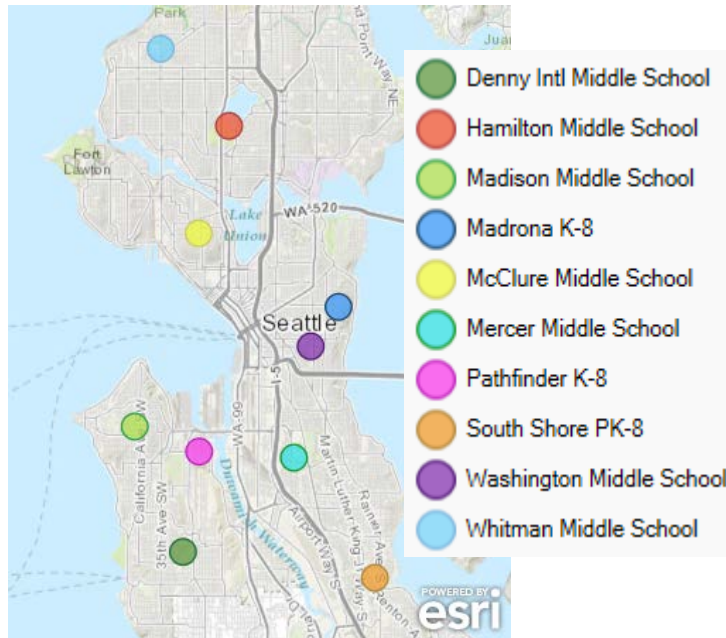 Park
Point Way NE
Juan
Fort
Lawton
WA-520
Lake
Union
Seattle
I-5
WA-99
California Ave SW
35th Ave SW
Duwamish Waterway
Airport Way S
Martin Luther King Jr Way S
Rainier Ave S
Renton-A
POWERED BY
esri
Denny Intl Middle School
Hamilton Middle School
Madison Middle School
Madrona K-8
McClure Middle School
Mercer Middle School
Pathfinder K-8
South Shore PK-8
Washington Middle School
Whitman Middle School